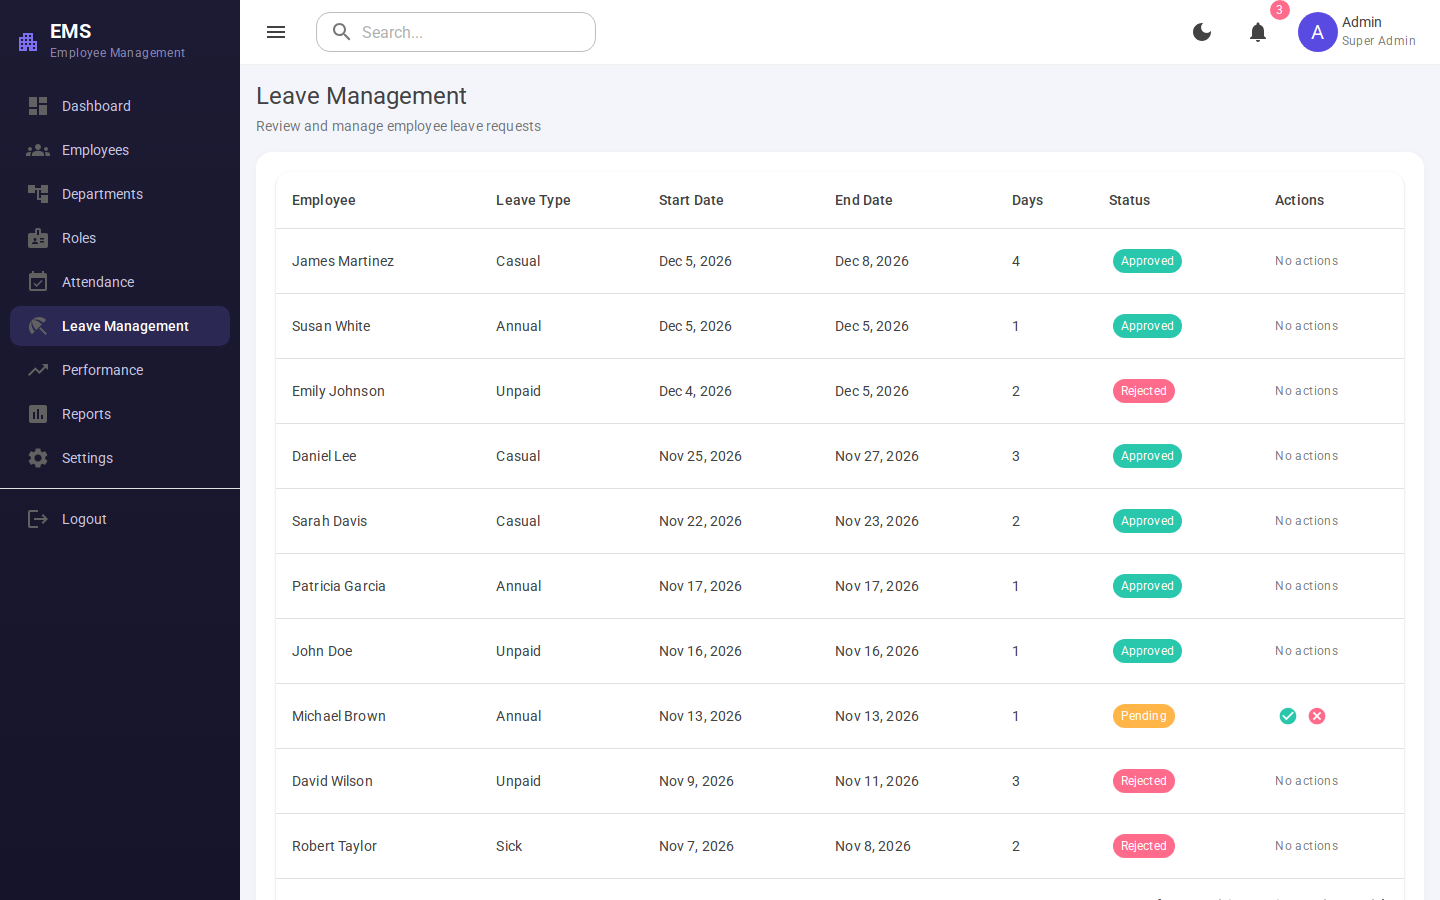 EMS
Employee Management
Dashboard
Employees
Departments
Roles
Attendance
Leave Management
Performance
Reports
Settings
Logout
Search...
3
A
Admin
Super Admin
Leave Management
Review and manage employee leave requests
Employee Leave Type Start Date End Date Days Status Actions
James Martinez Casual Dec 5, 2026 Dec 8, 2026 4 Approved No actions
Susan White Annual Dec 5, 2026 Dec 5, 2026 1 Approved No actions
Emily Johnson Unpaid Dec 4, 2026 Dec 5, 2026 2 Rejected No actions
Daniel Lee Casual Nov 25, 2026 Nov 27, 2026 3 Approved No actions
Sarah Davis Casual Nov 22, 2026 Nov 23, 2026 2 Approved No actions
Patricia Garcia Annual Nov 17, 2026 Nov 17, 2026 1 Approved No actions
John Doe Unpaid Nov 16, 2026 Nov 16, 2026 1 Approved No actions
Michael Brown Annual Nov 13, 2026 Nov 13, 2026 1 Pending
David Wilson Unpaid Nov 9, 2026 Nov 11, 2026 3 Rejected No actions
Robert Taylor Sick Nov 7, 2026 Nov 8, 2026 2 Rejected No actions